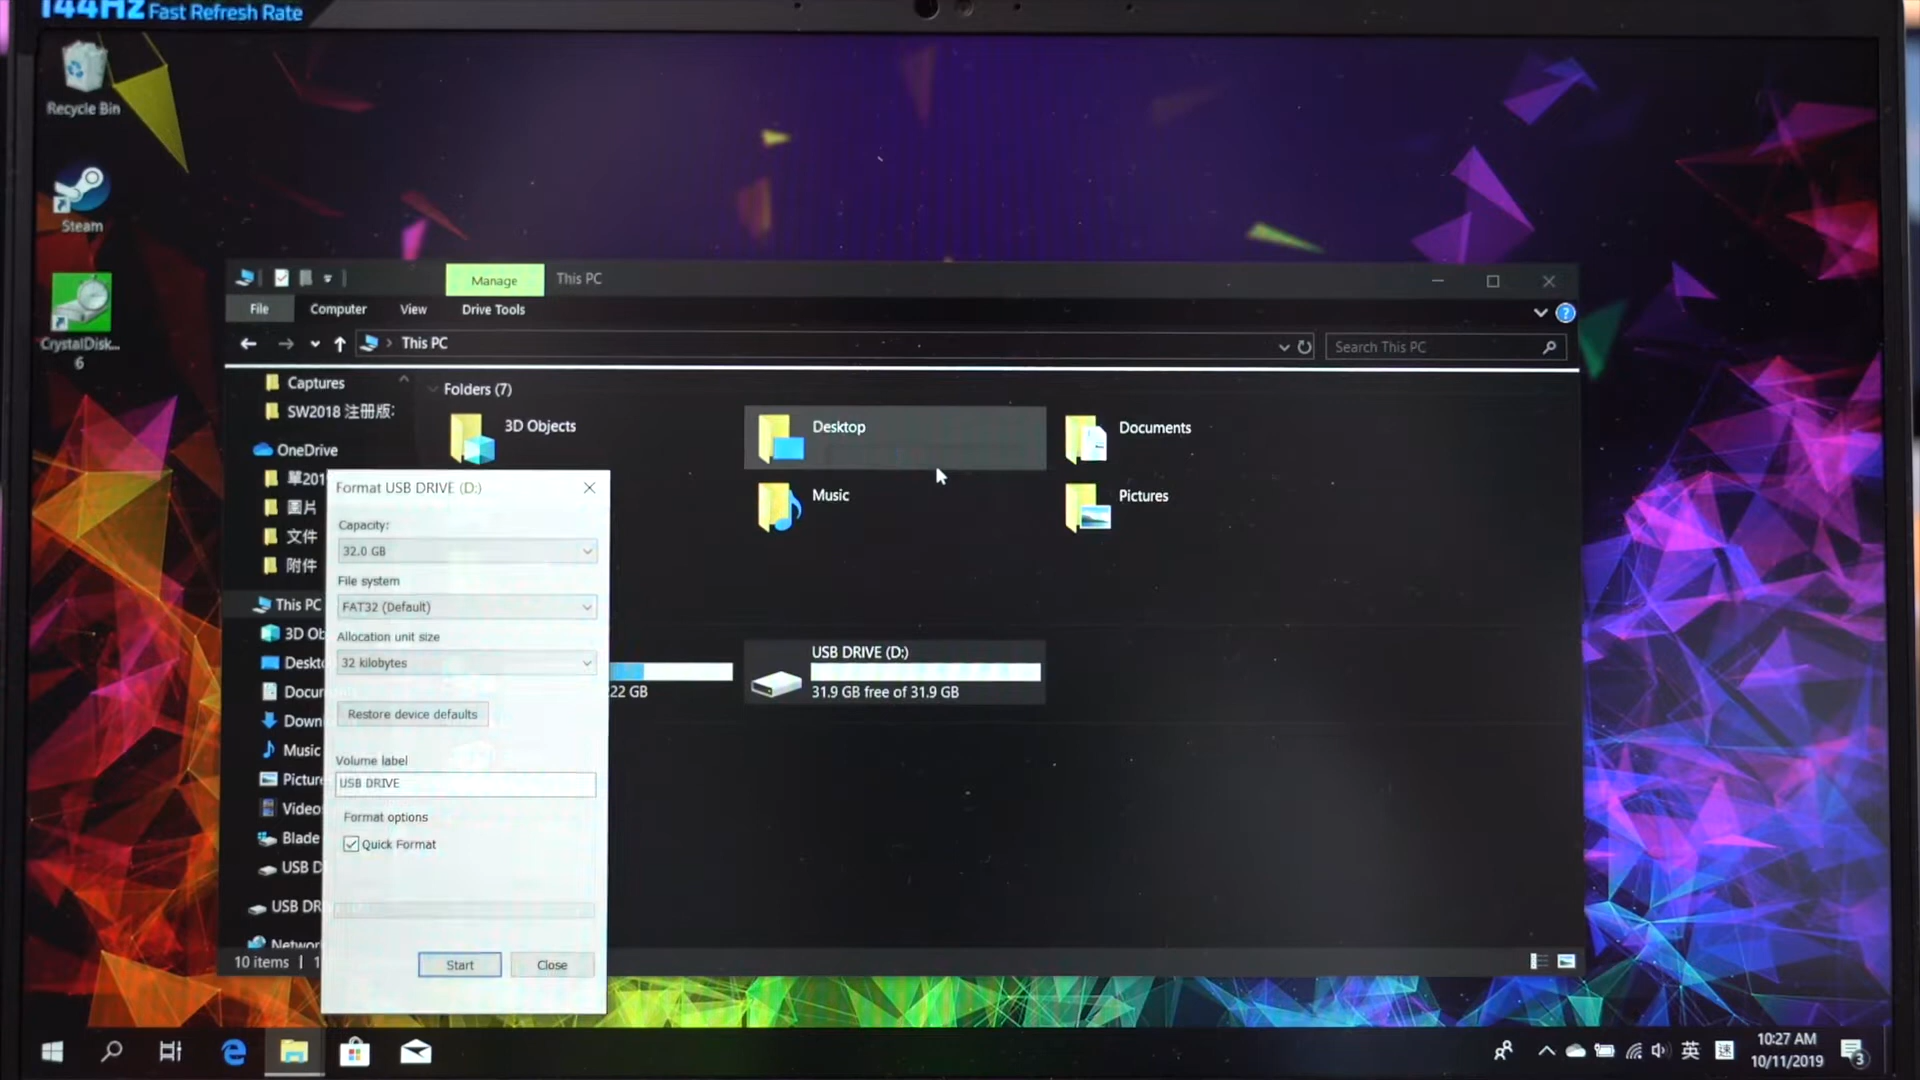 144Hz Fast Refresh Rate
Recycle Bin
Steam
CrystalDisk...
6
Manage
This PC
File
Computer
View
Drive Tools
This PC
Search This PC
Captures
SW2018 注册版:
OneDrive
單201
圖片
文件
附件
This PC
3D Ob
Deskto
Documents
Down
Music
Picture
Video
Blade
USB D
USB DRIV
Network
10 items
Folders (7)
3D Objects
Desktop
Documents
Music
Pictures
22 GB
USB DRIVE (D:)
31.9 GB free of 31.9 GB
Format USB DRIVE (D:)
Capacity:
32.0 GB
File system
FAT32 (Default)
Allocation unit size
32 kilobytes
Restore device defaults
Volume label
USB DRIVE
Format options
Quick Format
Start
Close
英
速
10:27 AM
10/11/2019
3